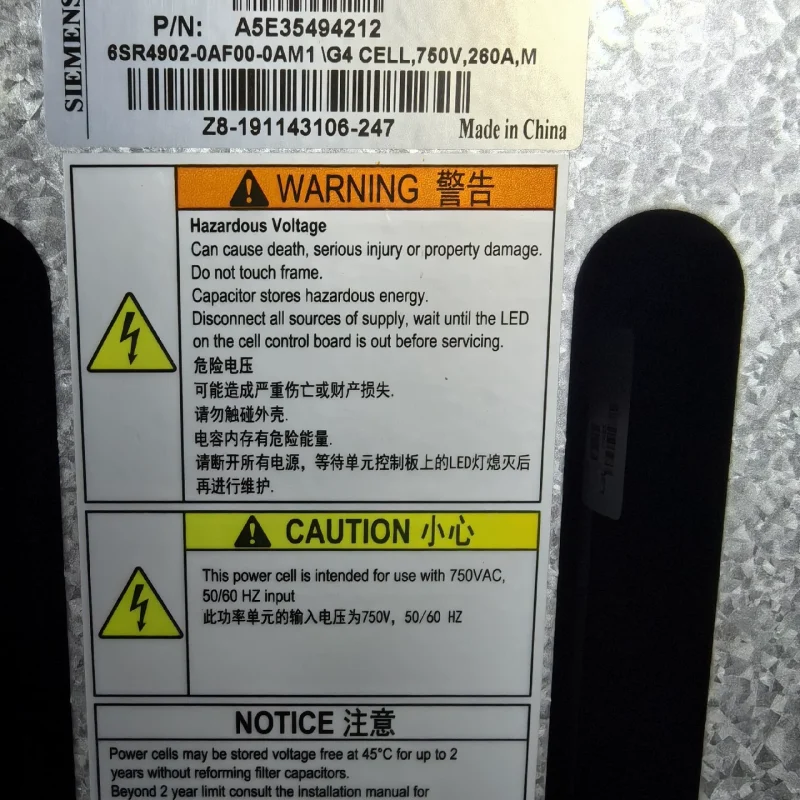 SIEMENS
P/N: A5E35494212
6SR4902-0AF00-0AM1 \G4 CELL,750V,260A,M
Z8-191143106-247
Made in China
WARNING 警告
Hazardous Voltage
Can cause death, serious injury or property damage.
Do not touch frame.
Capacitor stores hazardous energy.
Disconnect all sources of supply, wait until the LED
on the cell control board is out before servicing.
危险电压
可能造成严重伤亡或财产损失.
请勿触碰外壳.
电容内存有危险能量.
请断开所有电源，等待单元控制板上的LED灯熄灭后
再进行维护.
CAUTION 小心
This power cell is intended for use with 750VAC,
50/60 HZ input
此功率单元的输入电压为750V，50/60 HZ
NOTICE 注意
Power cells may be stored voltage free at 45°C for up to 2
years without reforming filter capacitors.
Beyond 2 year limit consult the installation manual for